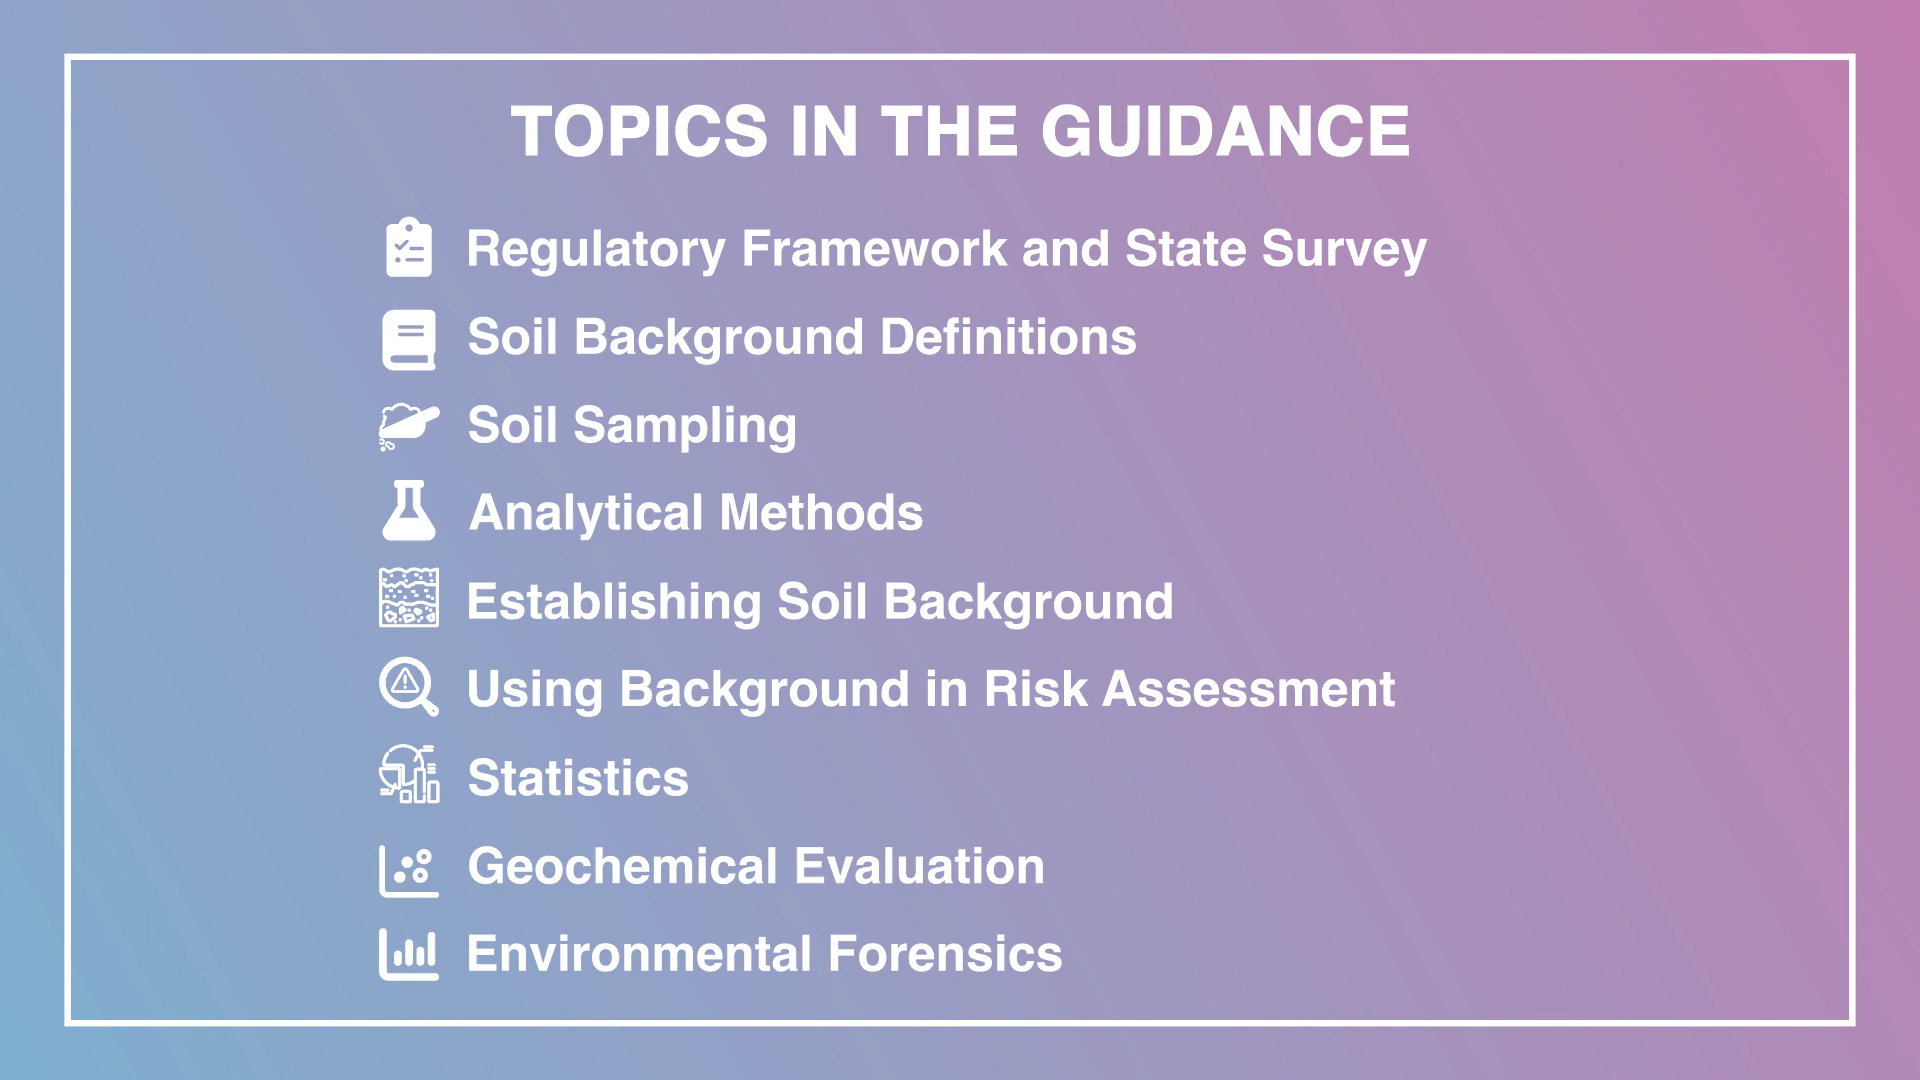 TOPICS IN THE GUIDANCE
Regulatory Framework and State Survey
Soil Background Definitions
Soil Sampling
Analytical Methods
Establishing Soil Background
Using Background in Risk Assessment
Statistics
Geochemical Evaluation
Environmental Forensics